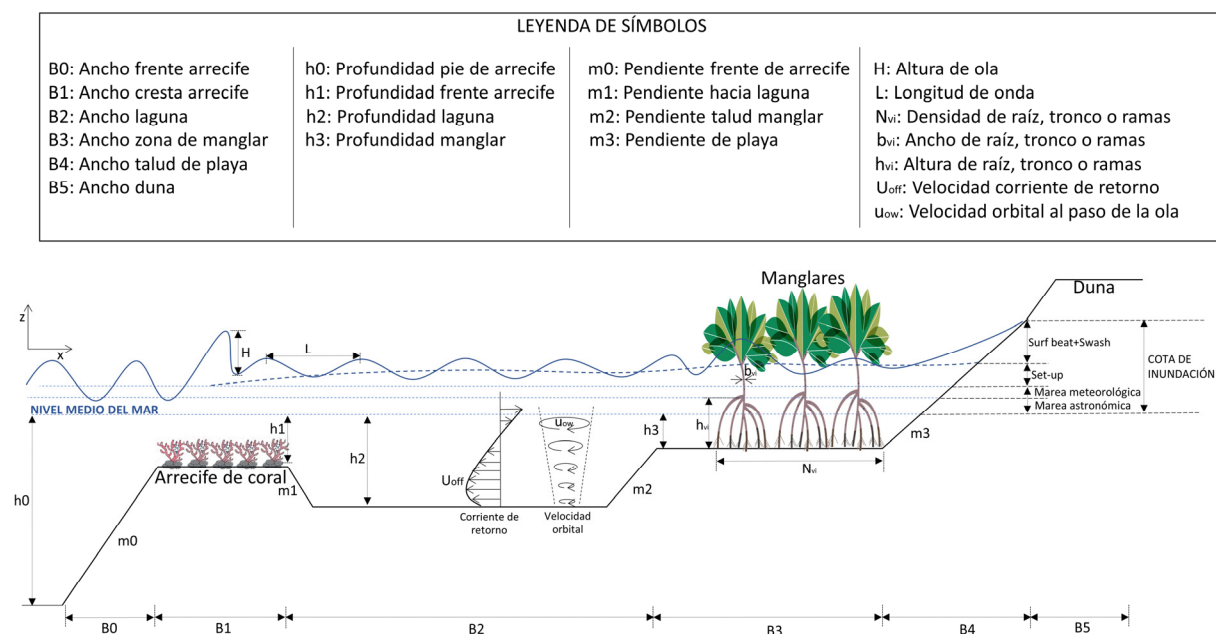 LEYENDA DE SÍMBOLOS
B0: Ancho frente arrecife
B1: Ancho cresta arrecife
B2: Ancho laguna
B3: Ancho zona de manglar
B4: Ancho talud de playa
B5: Ancho duna
h0: Profundidad pie de arrecife
h1: Profundidad frente arrecife
h2: Profundidad laguna
h3: Profundidad manglar
m0: Pendiente frente de arrecife
m1: Pendiente hacia laguna
m2: Pendiente talud manglar
m3: Pendiente de playa
H: Altura de ola
L: Longitud de onda
Nvi: Densidad de raíz, tronco o ramas
bvi: Ancho de raíz, tronco o ramas
hvi: Altura de raíz, tronco o ramas
Uoff: Velocidad corriente de retorno
uow: Velocidad orbital al paso de la ola
Manglares
Duna
z
x
H
L
bvi
Surf beat+Swash
Set-up
Marea meteorológica
Marea astronómica
COTA DE
INUNDACIÓN
NIVEL MEDIO DEL MAR
h1
h2
uow
h3
hvi
m3
Arrecife de coral
m1
Uoff
m2
Nvi
h0
m0
Corriente de
retorno
Velocidad
orbital
B0
B1
B2
B3
B4
B5